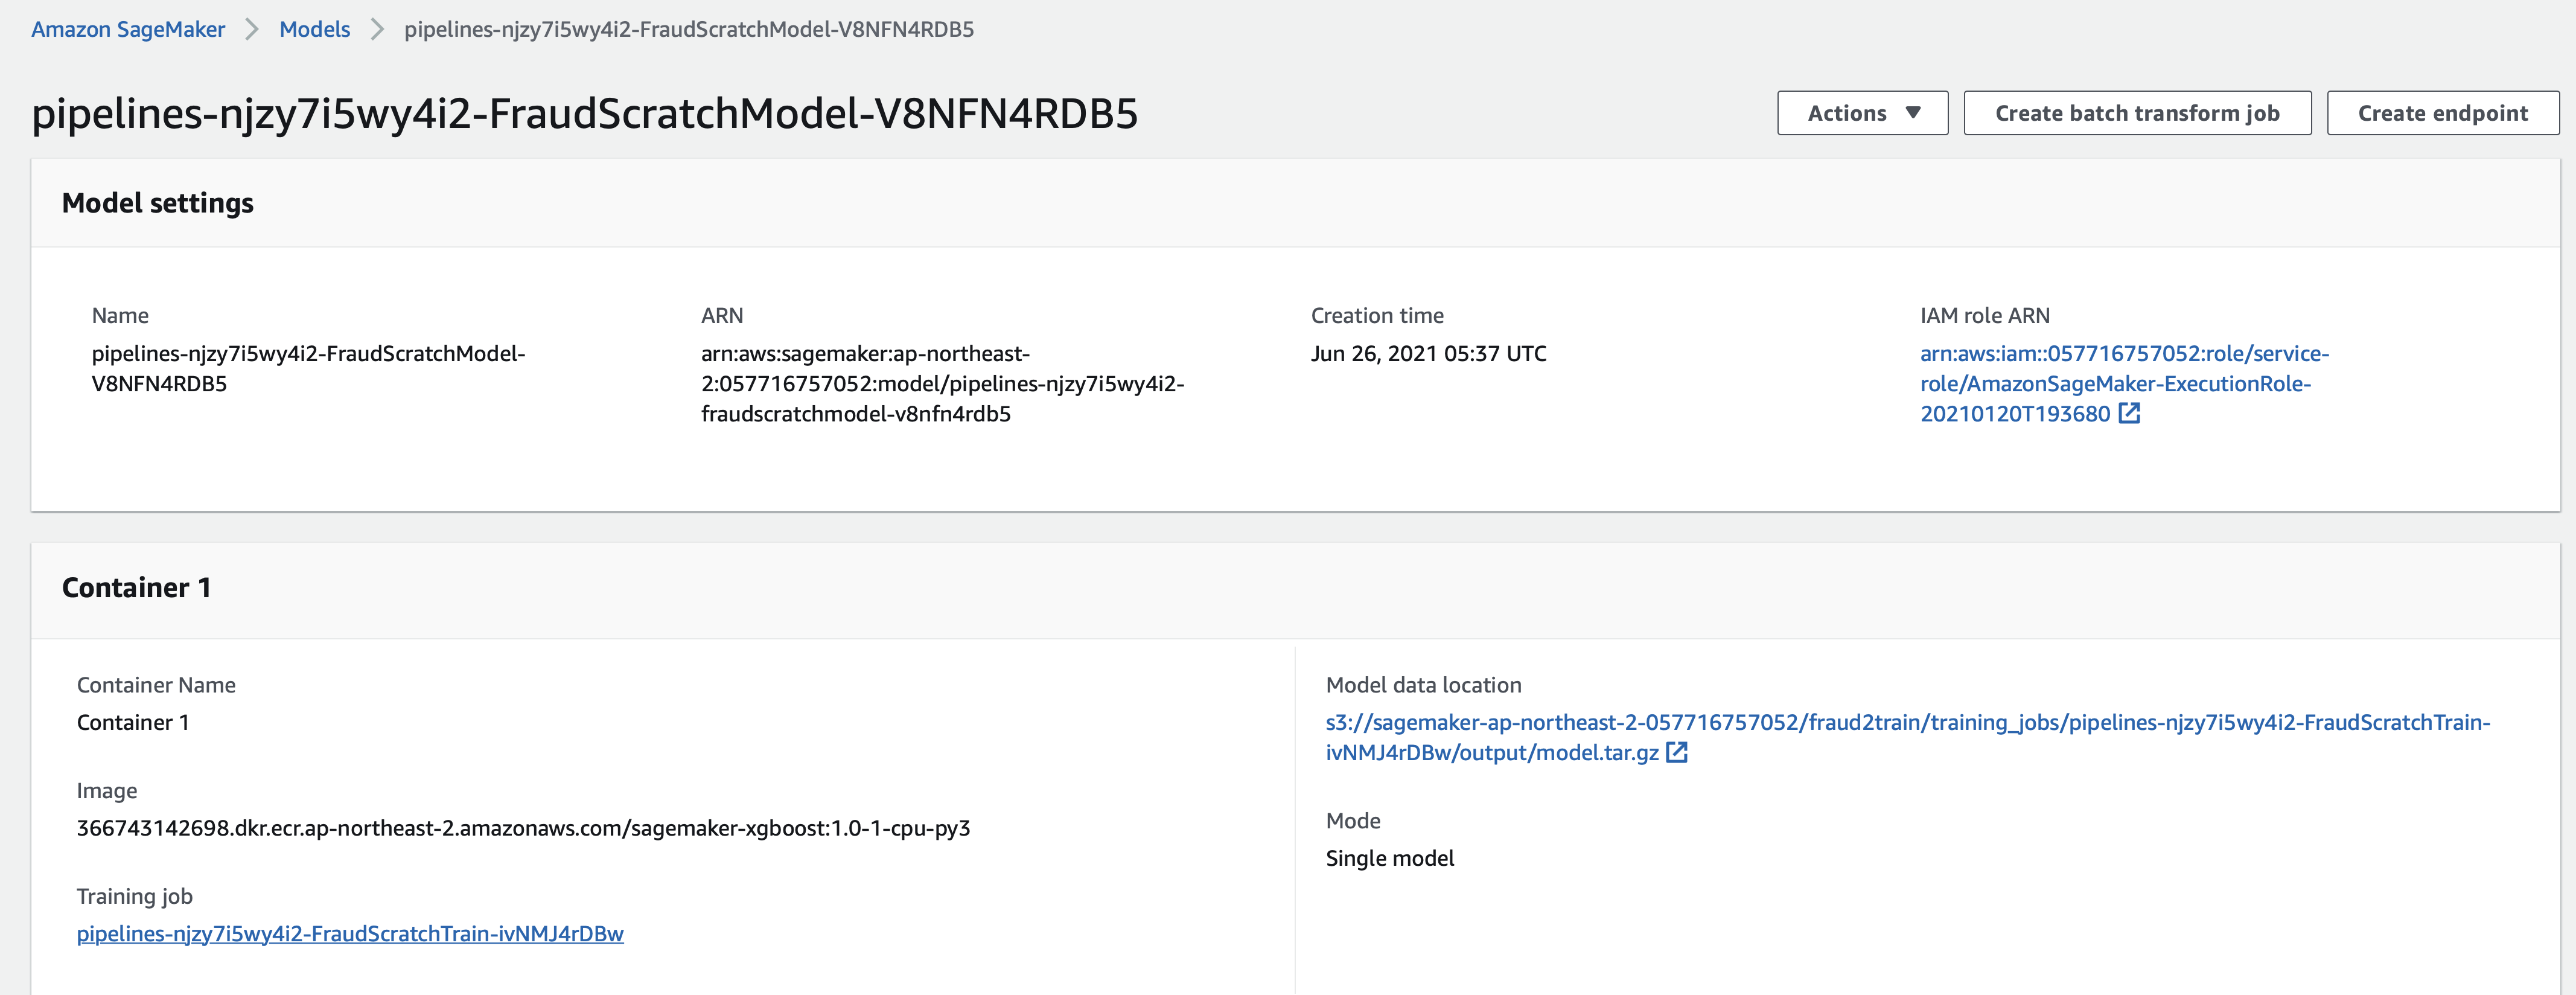 Amazon SageMaker > Models > pipelines-njzy7i5wy4i2-FraudScratchModel-V8NFN4RDB5
pipelines-njzy7i5wy4i2-FraudScratchModel-V8NFN4RDB5
Actions ▼
Create batch transform job
Create endpoint
Model settings
Name
pipelines-njzy7i5wy4i2-FraudScratchModel-
V8NFN4RDB5
ARN
arn:aws:sagemaker:ap-northeast-
2:057716757052:model/pipelines-njzy7i5wy4i2-
fraudscratchmodel-v8nfn4rdb5
Creation time
Jun 26, 2021 05:37 UTC
IAM role ARN
arn:aws:iam::057716757052:role/service-
role/AmazonSageMaker-ExecutionRole-
20210120T193680
Container 1
Container Name
Container 1
Image
366743142698.dkr.ecr.ap-northeast-2.amazonaws.com/sagemaker-xgboost:1.0-1-cpu-py3
Training job
pipelines-njzy7i5wy4i2-FraudScratchTrain-ivNMJ4rDBw
Model data location
s3://sagemaker-ap-northeast-2-057716757052/fraud2train/training_jobs/pipelines-njzy7i5wy4i2-FraudScratchTrain-
ivNMJ4rDBw/output/model.tar.gz
Mode
Single model